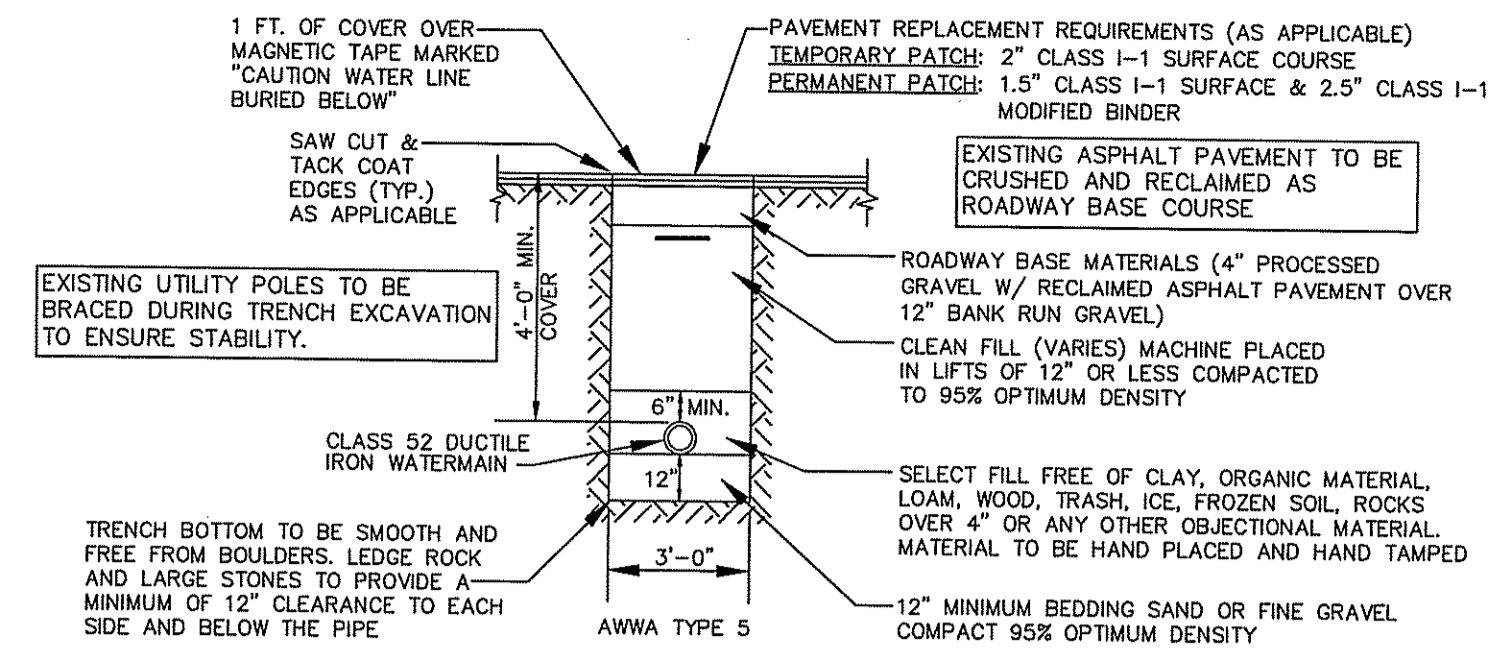 1 FT. OF COVER OVER
MAGNETIC TAPE MARKED
"CAUTION WATER LINE
BURIED BELOW"
PAVEMENT REPLACEMENT REQUIREMENTS (AS APPLICABLE)
TEMPORARY PATCH: 2" CLASS I-1 SURFACE COURSE
PERMANENT PATCH: 1.5" CLASS I-1 SURFACE & 2.5" CLASS I-1
MODIFIED BINDER
SAW CUT &
TACK COAT
EDGES (TYP.)
AS APPLICABLE
EXISTING ASPHALT PAVEMENT TO BE
CRUSHED AND RECLAIMED AS
ROADWAY BASE COURSE
EXISTING UTILITY POLES TO BE
BRACED DURING TRENCH EXCAVATION
TO ENSURE STABILITY.
4'-0" MIN.
COVER
ROADWAY BASE MATERIALS (4" PROCESSED
GRAVEL W/ RECLAIMED ASPHALT PAVEMENT OVER
12" BANK RUN GRAVEL)
CLEAN FILL (VARIES) MACHINE PLACED
IN LIFTS OF 12" OR LESS COMPACTED
TO 95% OPTIMUM DENSITY
6" MIN.
CLASS 52 DUCTILE
IRON WATERMAIN
12"
SELECT FILL FREE OF CLAY, ORGANIC MATERIAL,
LOAM, WOOD, TRASH, ICE, FROZEN SOIL, ROCKS
OVER 4" OR ANY OTHER OBJECTIONAL MATERIAL.
MATERIAL TO BE HAND PLACED AND HAND TAMPED
TRENCH BOTTOM TO BE SMOOTH AND
FREE FROM BOULDERS. LEDGE ROCK
AND LARGE STONES TO PROVIDE A
MINIMUM OF 12" CLEARANCE TO EACH
SIDE AND BELOW THE PIPE
3'-0"
AWWA TYPE 5
12" MINIMUM BEDDING SAND OR FINE GRAVEL
COMPACT 95% OPTIMUM DENSITY